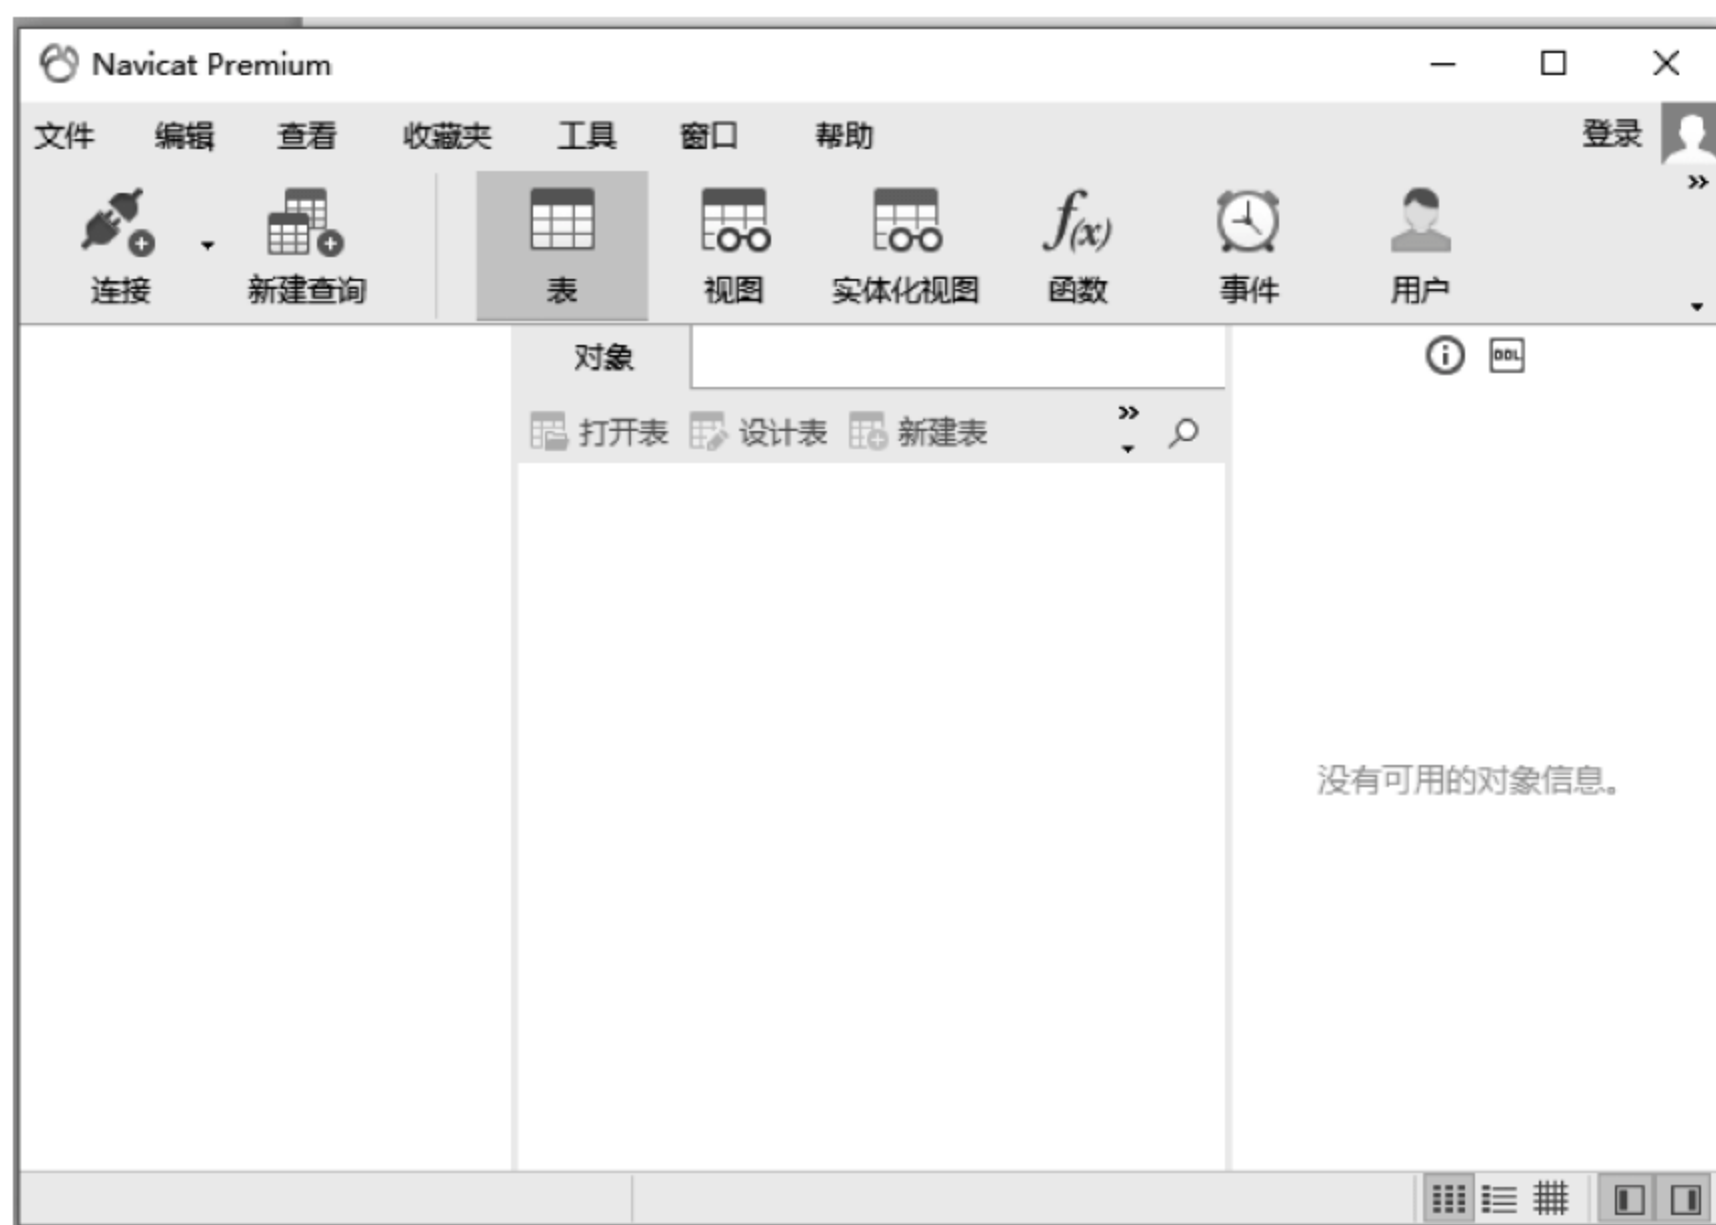 Navicat Premium
文件 编辑 查看 收藏夹 工具 窗口 帮助 登录
连接 新建查询 表 视图 实体化视图 f(x) 函数 事件 用户
对象
DDL
打开表 设计表 新建表
没有可用的对象信息。